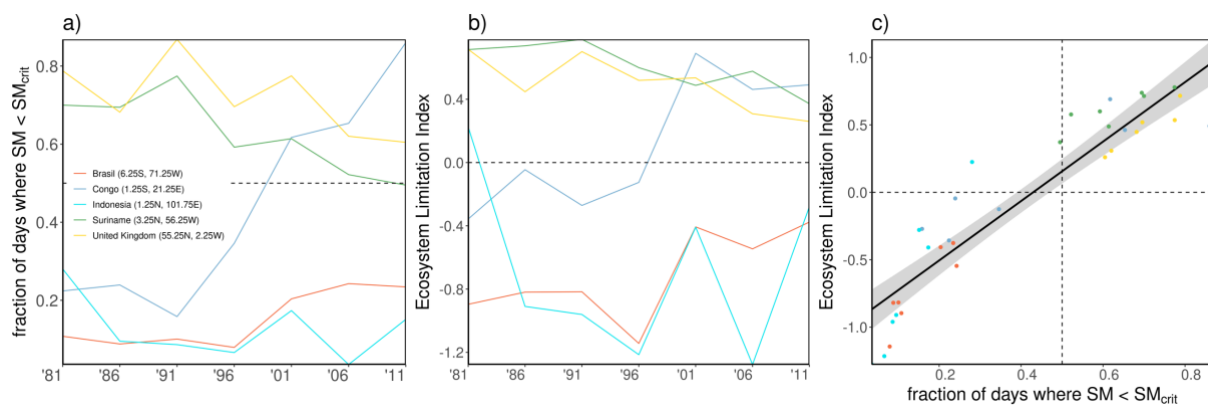 a)
fraction of days where SM < SMcrit
0.8
0.6
0.4
0.2
Brasil (6.25S, 71.25W)
Congo (1.25S, 21.25E)
Indonesia (1.25N, 101.75E)
Suriname (3.25N, 56.25W)
United Kingdom (55.25N, 2.25W)
'81 '86 '91 '96 '01 '06 '11
b)
Ecosystem Limitation Index
0.4
0.0
-0.4
-0.8
-1.2
'81 '86 '91 '96 '01 '06 '11
c)
Ecosystem Limitation Index
1.0
0.5
0.0
-0.5
-1.0
0.2 0.4 0.6 0.8
fraction of days where SM < SMcrit